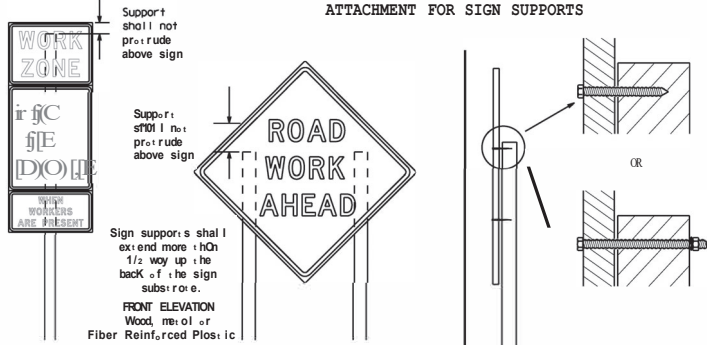 ATTACHMENT FOR SIGN SUPPORTS
Support
shall not
protrude
above sign
WORK
ZONE
WHEN
WORKERS
ARE PRESENT
Support
shall not
protrude
above sign
ROAD
WORK
AHEAD
Sign supports shall
extend more than
1/2 way up the
back of the sign
substrate.
FRONT ELEVATION
Wood, metal or
Fiber Reinforced Plastic
OR